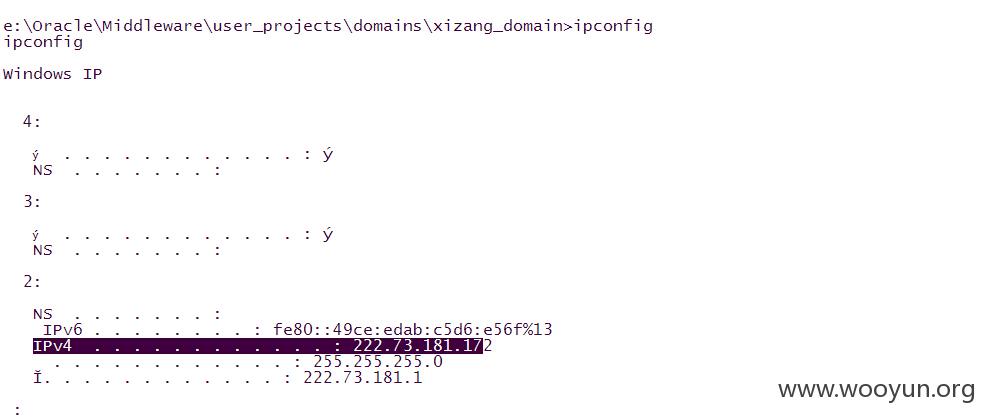 e:\Oracle\Middleware\user_projects\domains\xizang_domain>ipconfig
ipconfig
Windows IP
4:
ý . . . . . . . . . . . . : ý
NS . . . . . . . :
3:
ý . . . . . . . . . . . . : ý
NS . . . . . . . :
2:
NS . . . . . . . :
IPv6 . . . . . . . . . : fe80::49ce:edab:c5d6:e56f%13
IPv4 . . . . . . . . . . . . : 222.73.181.172
. . . . . . . . . . . . : 255.255.255.0
Ĭ. . . . . . . . . . . . . : 222.73.181.1
:
www.wooyun.org